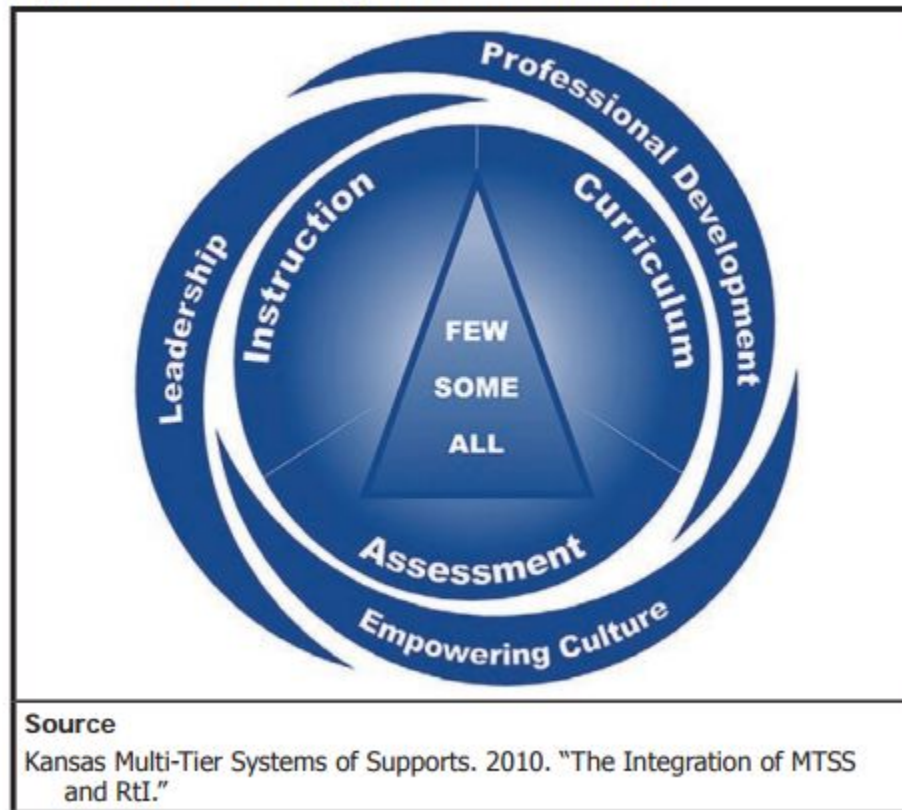 Professional Development
Leadership
Instruction
Curriculum
FEW
SOME
ALL
Assessment
Empowering Culture
Source
Kansas Multi-Tier Systems of Supports. 2010. “The Integration of MTSS
and RtI.”